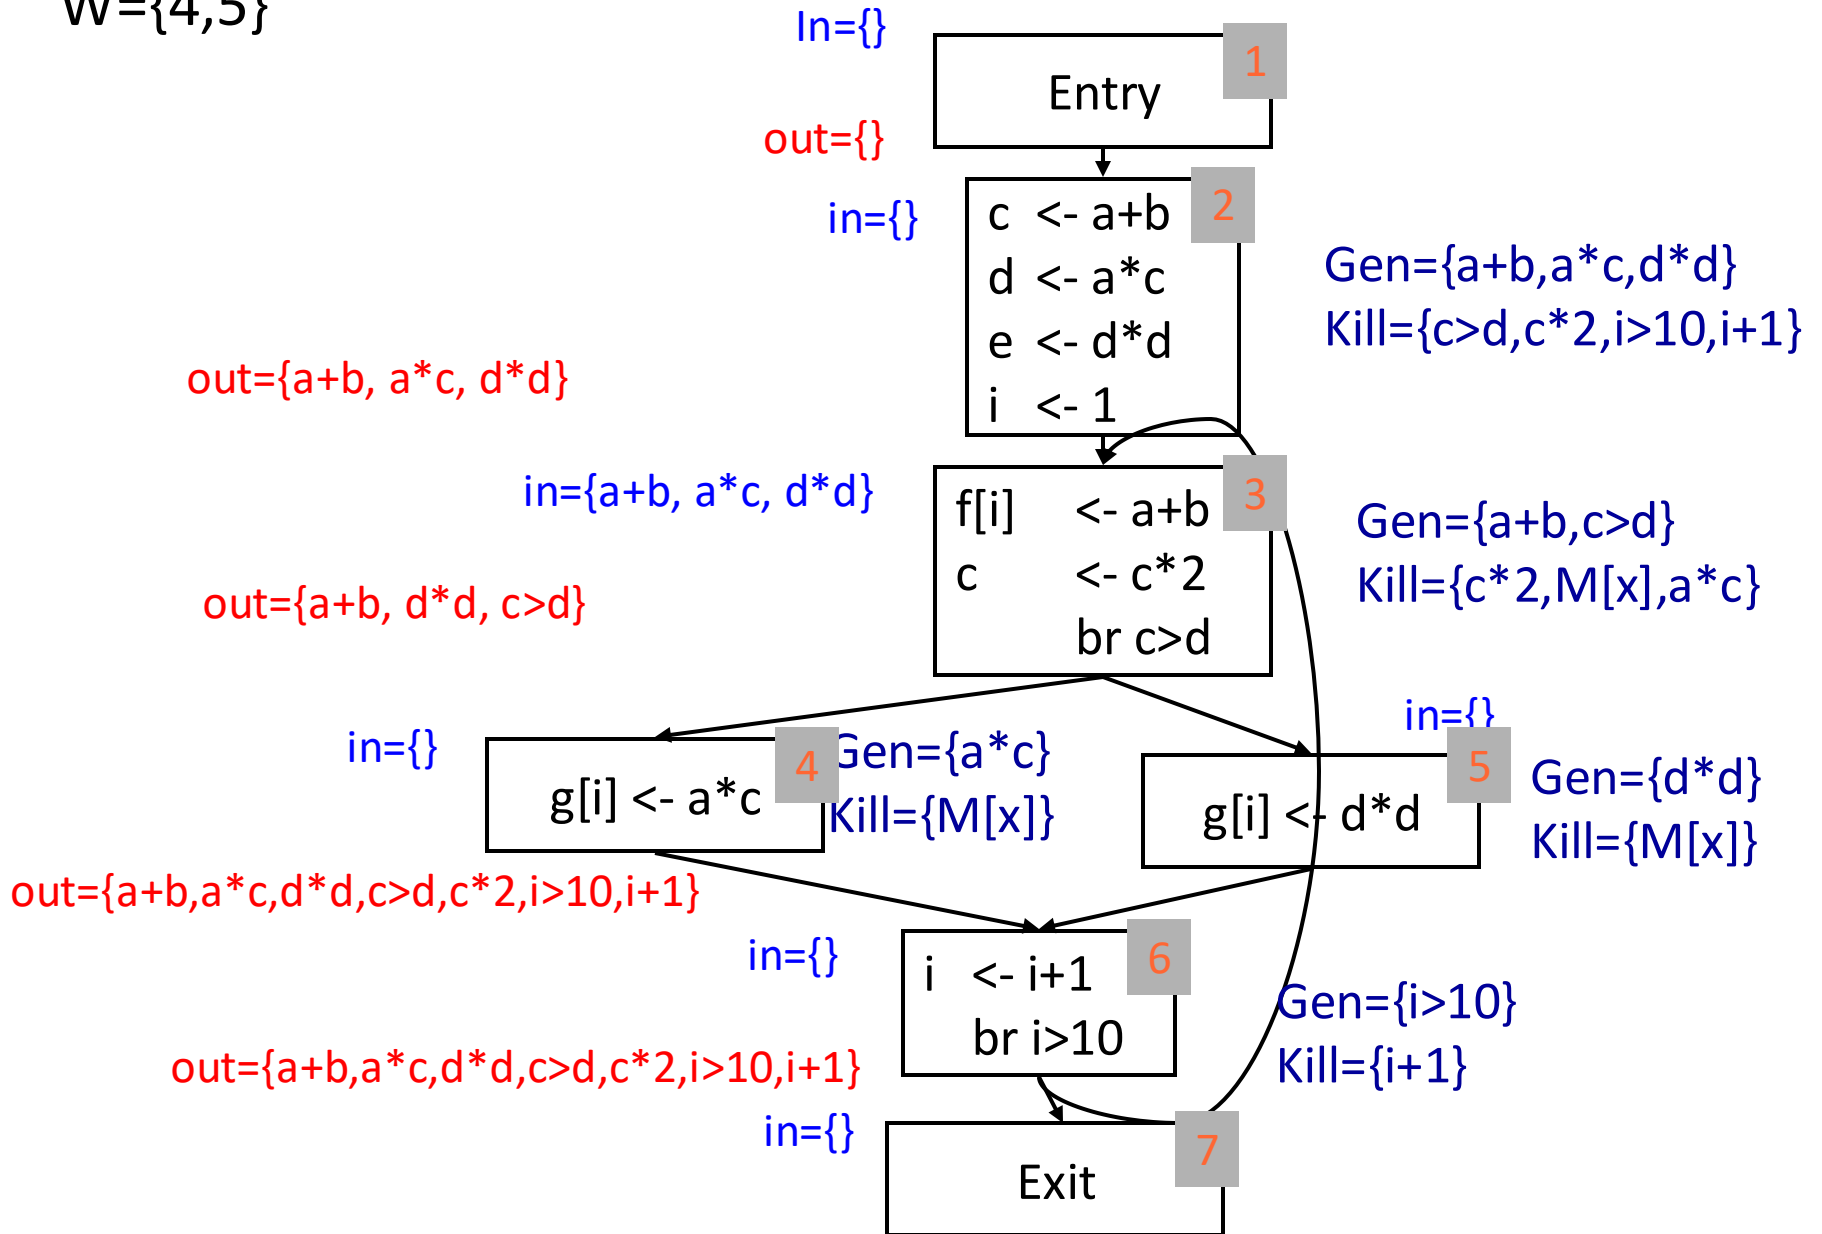 W={4,5}
In={}
1
Entry
out={}
in={}
2
c <- a+b
d <- a*c
e <- d*d
i <- 1
Gen={a+b,a*c,d*d}
Kill={c>d,c*2,i>10,i+1}
out={a+b, a*c, d*d}
in={a+b, a*c, d*d}
3
f[i] <- a+b
c <- c*2
br c>d
Gen={a+b,c>d}
Kill={c*2,M[x],a*c}
out={a+b, d*d, c>d}
in={}
4
g[i] <- a*c
Gen={a*c}
Kill={M[x]}
in={}
5
g[i] <- d*d
Gen={d*d}
Kill={M[x]}
out={a+b,a*c,d*d,c>d,c*2,i>10,i+1}
in={}
6
i <- i+1
br i>10
Gen={i>10}
Kill={i+1}
out={a+b,a*c,d*d,c>d,c*2,i>10,i+1}
in={}
7
Exit